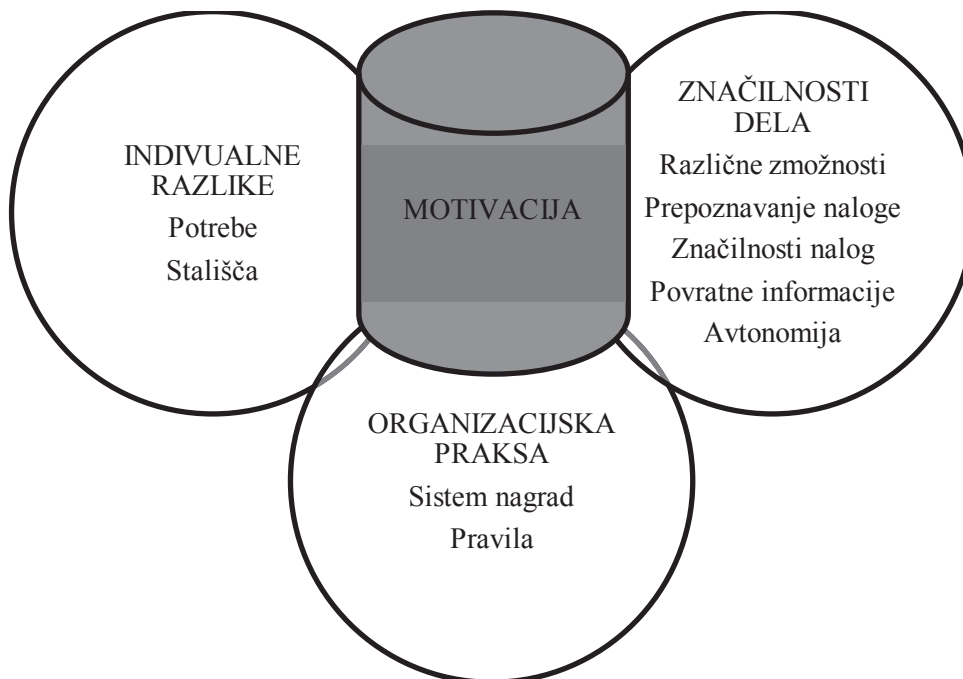 INDIVUALNE
RAZLIKE
Potrebe
Stališča
MOTIVACIJA
ZNAČILNOSTI
DELA
Različne zmožnosti
Prepoznavanje naloge
Značilnosti nalog
Povratne informacije
Avtonomija
ORGANIZACIJSKA
PRAKSA
Sistem nagrad
Pravila